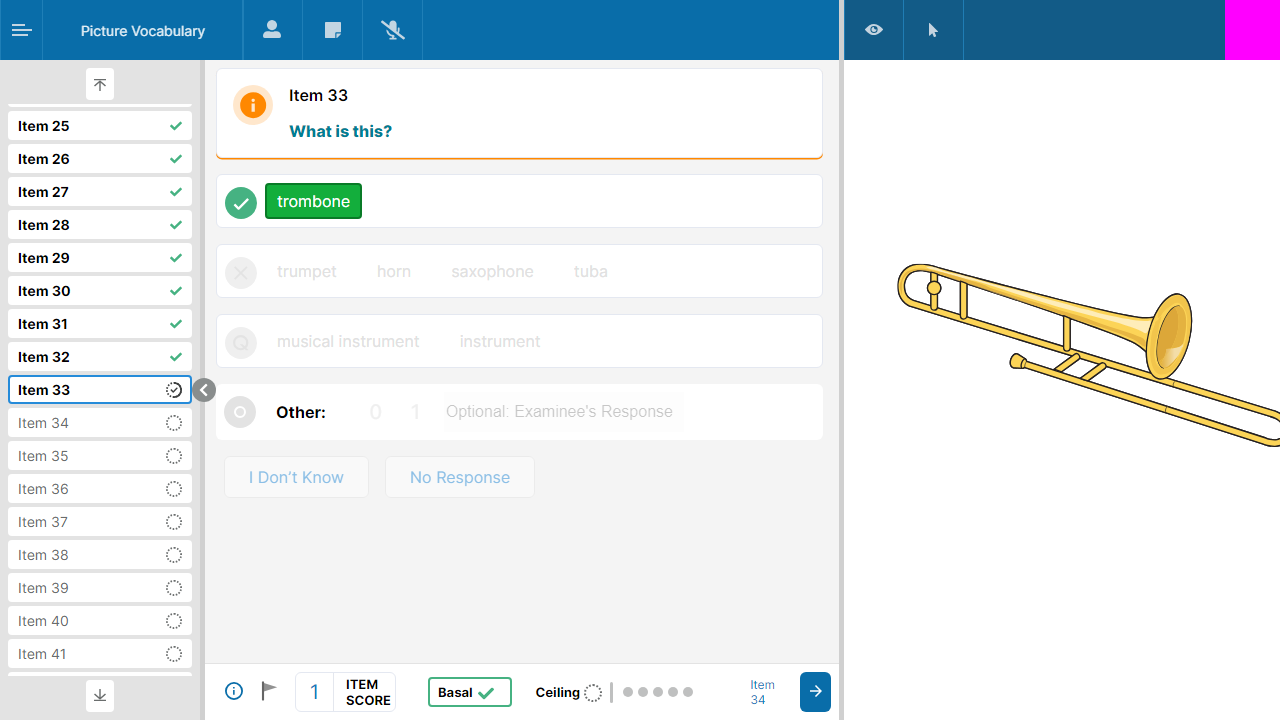 Picture Vocabulary
Item 25
Item 26
Item 27
Item 28
Item 29
Item 30
Item 31
Item 32
Item 33
Item 34
Item 35
Item 36
Item 37
Item 38
Item 39
Item 40
Item 41
Item 33
What is this?
trombone
trumpet horn saxophone tuba
musical instrument instrument
Other: 0 1 Optional: Examinee's Response
I Don't Know No Response
1 ITEM SCORE
Basal
Ceiling
Item 34